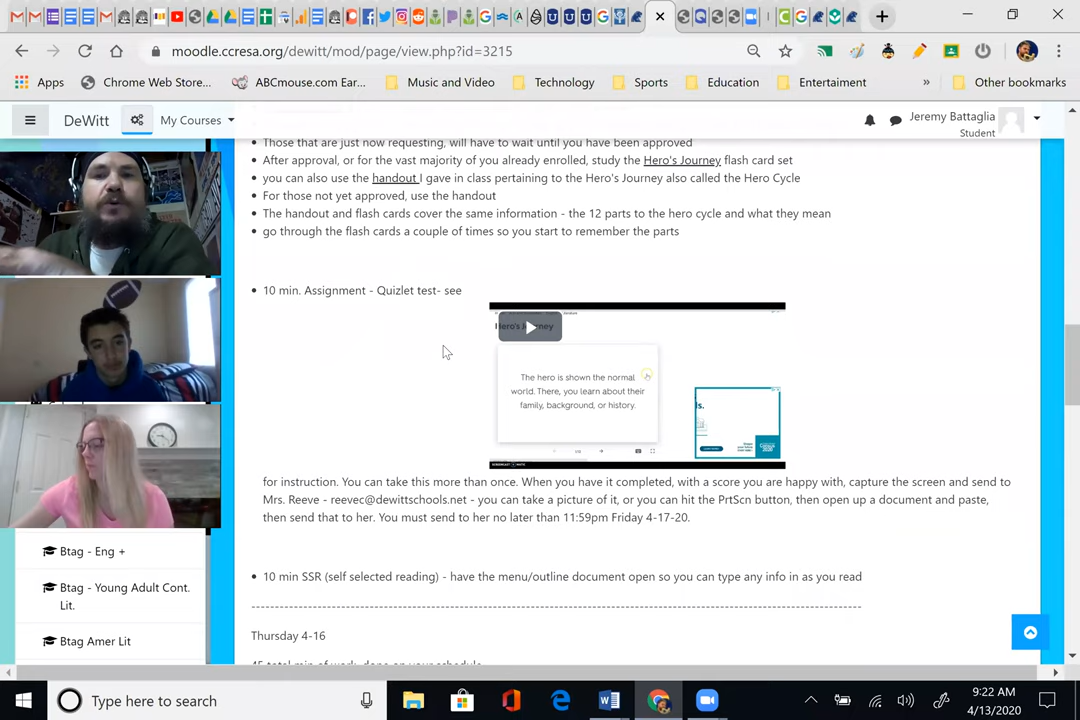 moodle.ccresa.org/dewitt/mod/page/view.php?id=3215
Apps
Chrome Web Store...
ABCmouse.com Ear...
Music and Video
Technology
Sports
Education
Entertaiment
»
Other bookmarks
DeWitt
My Courses
Jeremy Battaglia
Student
Those that are just now requesting, will have to wait until you have been approved
After approval, or for the vast majority of you already enrolled, study the Hero's Journey flash card set
you can also use the handout I gave in class pertaining to the Hero's Journey also called the Hero Cycle
For those not yet approved, use the handout
The handout and flash cards cover the same information - the 12 parts to the hero cycle and what they mean
go through the flash cards a couple of times so you start to remember the parts
10 min. Assignment - Quizlet test- see
Hero's Journey
The hero is shown the normal
world. There, you learn about their
family, background, or history.
ls.
for instruction. You can take this more than once. When you have it completed, with a score you are happy with, capture the screen and send to
Mrs. Reeve - reevec@dewittschools.net - you can take a picture of it, or you can hit the PrtScn button, then open up a document and paste,
then send that to her. You must send to her no later than 11:59pm Friday 4-17-20.
10 min SSR (self selected reading) - have the menu/outline document open so you can type any info in as you read
Thursday 4-16
45 total min of work, done on your schedule
Btag - Eng +
Btag - Young Adult Cont.
Lit.
Btag Amer Lit
Type here to search
9:22 AM
4/13/2020